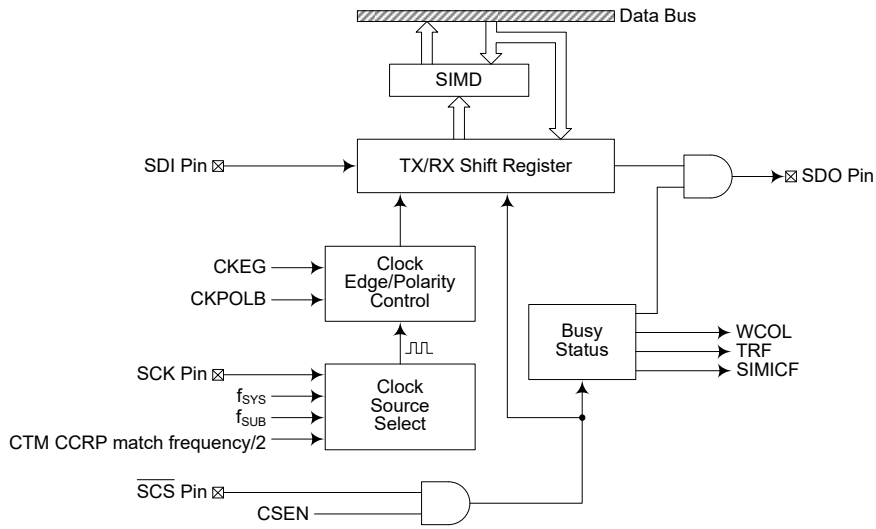 Data Bus
SIMD
SDI Pin
TX/RX Shift Register
SDO Pin
CKEG
CKPOLB
Clock
Edge/Polarity
Control
Busy
Status
WCOL
TRF
SIMICF
SCK Pin
fSYS
fSUB
CTM CCRP match frequency/2
Clock
Source
Select
SCS Pin
CSEN